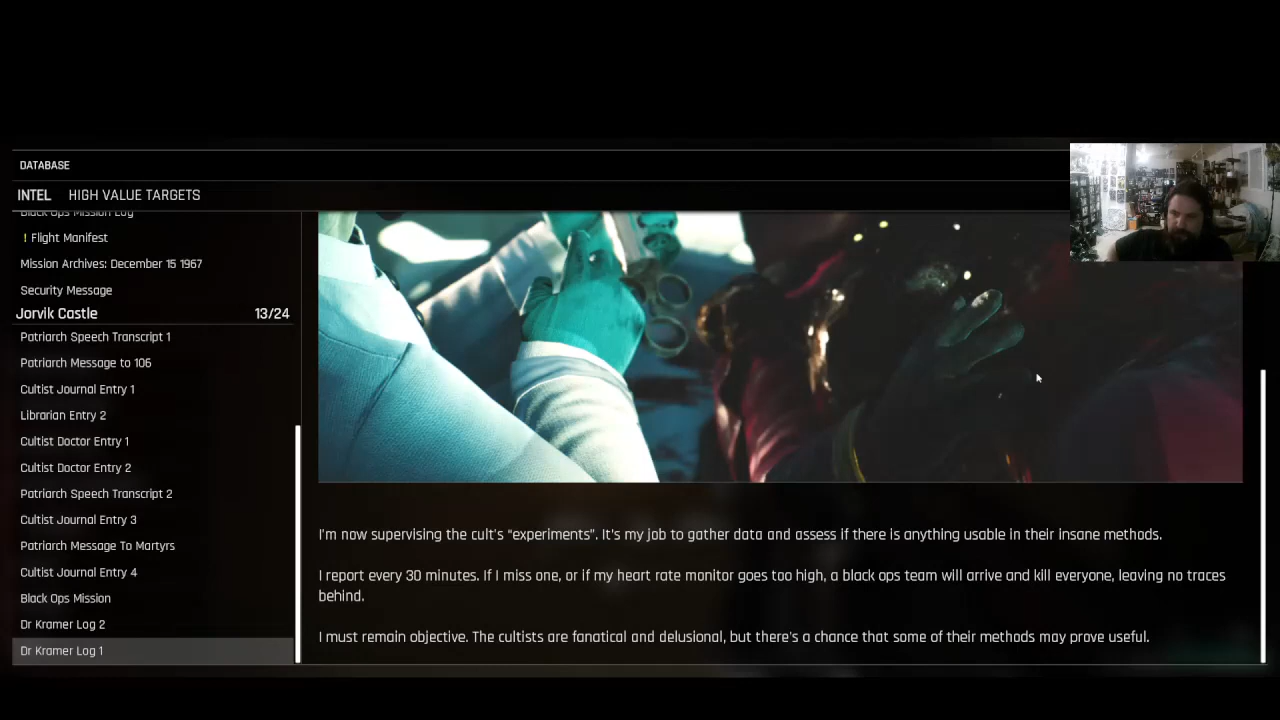 DATABASE
INTEL HIGH VALUE TARGETS
Black Ops Mission Log
! Flight Manifest
Mission Archives: December 15 1967
Security Message
Jorvik Castle 13/24
Patriarch Speech Transcript 1
Patriarch Message to 106
Cultist Journal Entry 1
Librarian Entry 2
Cultist Doctor Entry 1
Cultist Doctor Entry 2
Patriarch Speech Transcript 2
Cultist Journal Entry 3
Patriarch Message To Martyrs
Cultist Journal Entry 4
Black Ops Mission
Dr Kramer Log 2
Dr Kramer Log 1
I'm now supervising the cult's “experiments”. It's my job to gather data and assess if there is anything usable in their insane methods.
I report every 30 minutes. If I miss one, or if my heart rate monitor goes too high, a black ops team will arrive and kill everyone, leaving no traces
behind.
I must remain objective. The cultists are fanatical and delusional, but there's a chance that some of their methods may prove useful.